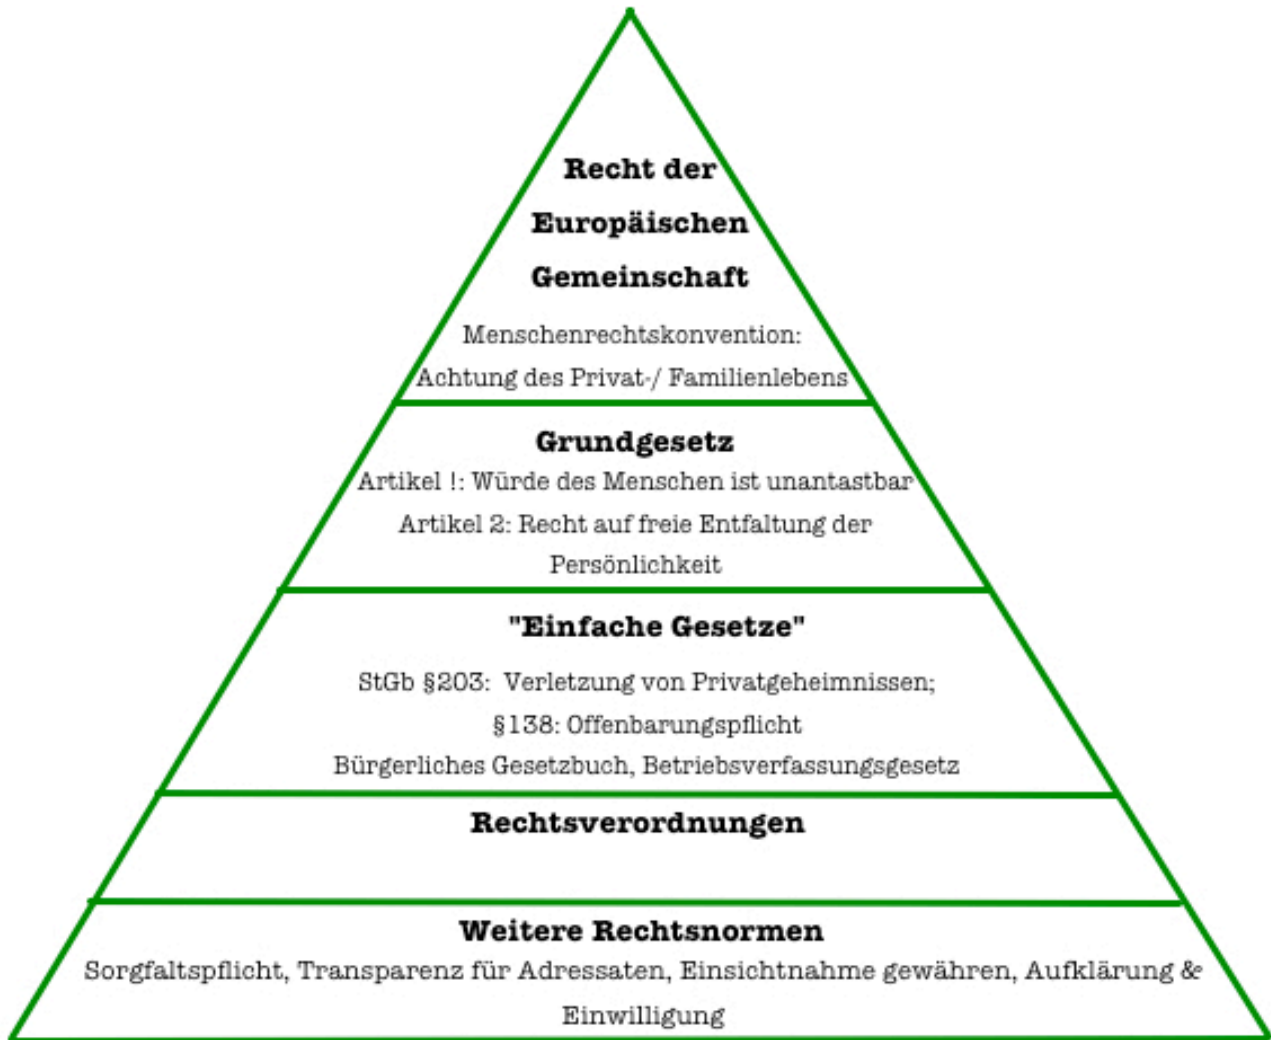 Recht der
Europäischen
Gemeinschaft
Menschenrechtskonvention:
Achtung des Privat-/ Familienlebens
Grundgesetz
Artikel !: Würde des Menschen ist unantastbar
Artikel 2: Recht auf freie Entfaltung der
Persönlichkeit
"Einfache Gesetze"
StGb §203: Verletzung von Privatgeheimnissen;
§138: Offenbarungspflicht
Bürgerliches Gesetzbuch, Betriebsverfassungsgesetz
Rechtsverordnungen
Weitere Rechtsnormen
Sorgfaltspflicht, Transparenz für Adressaten, Einsichtnahme gewähren, Aufklärung &
Einwilligung